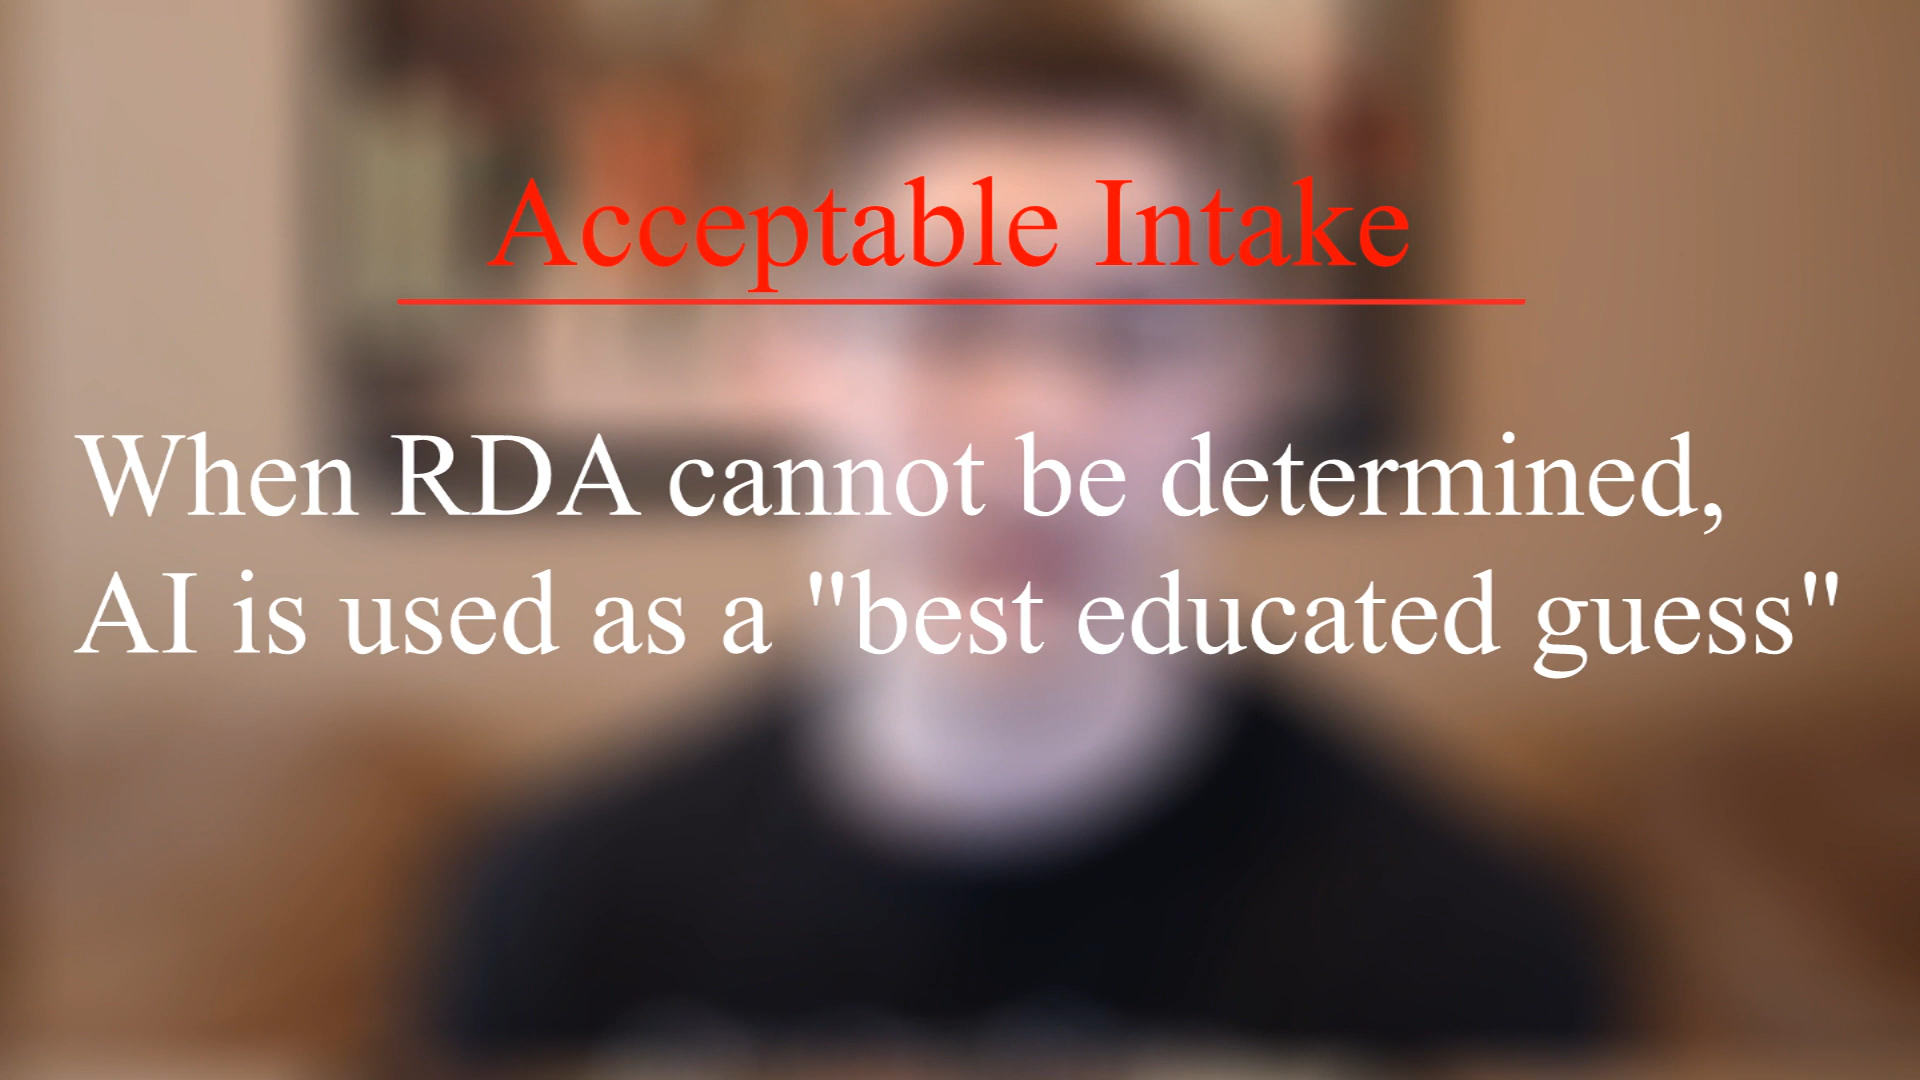 Acceptable Intake
When RDA cannot be determined,
AI is used as a "best educated guess"